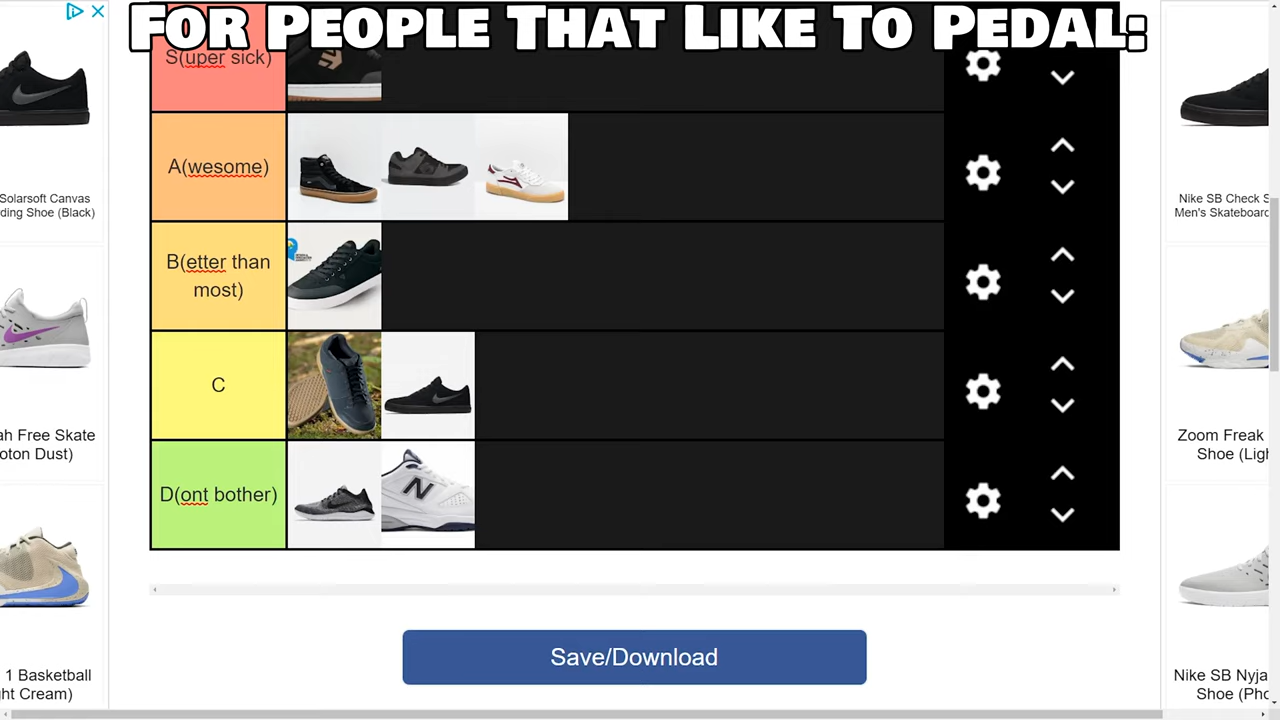 For People That Like To Pedal:
S(uper sick)
A(wesome)
B(etter than
most)
C
D(ont bother)
N
Save/Download
Solarsoft Canvas
ding Shoe (Black)
ah Free Skate
oton Dust)
1 Basketball
ht Cream)
Nike SB Check S
Men's Skateboard
Zoom Freak
Shoe (Ligh
Nike SB Nyja
Shoe (Pho